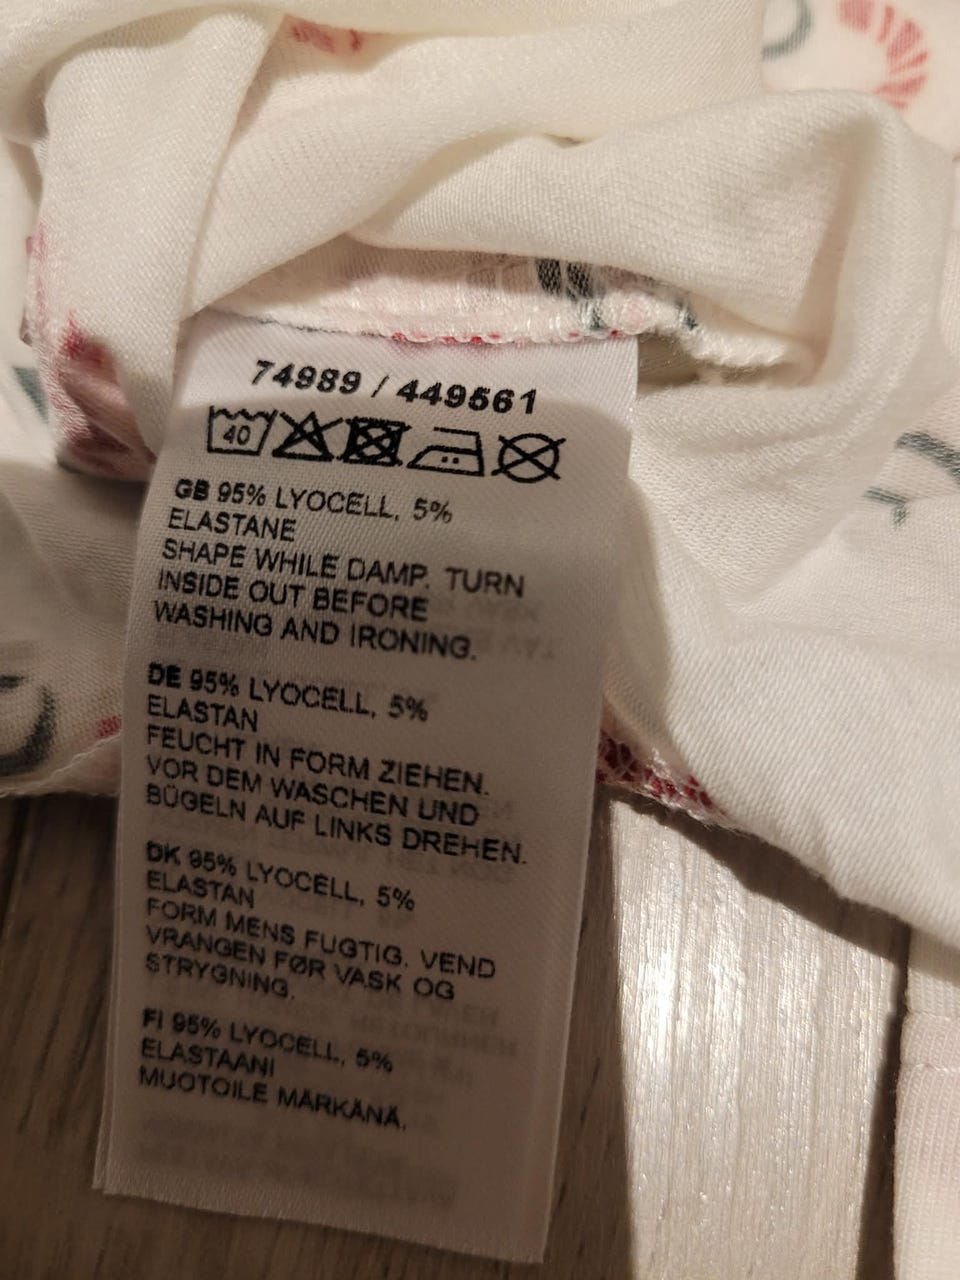 74989 / 449561
40
GB 95% LYOCELL, 5%
ELASTANE
SHAPE WHILE DAMP. TURN
INSIDE OUT BEFORE
WASHING AND IRONING.
DE 95% LYOCELL, 5%
ELASTAN
FEUCHT IN FORM ZIEHEN.
VOR DEM WASCHEN UND
BÜGELN AUF LINKS DREHEN.
DK 95% LYOCELL, 5%
ELASTAN
FORM MENS FUGTIG. VEND
VRANGEN FØR VASK OG
STRYGNING.
FI 95% LYOCELL, 5%
ELASTAANI
MUOTOILE MÄRKÄNÄ.